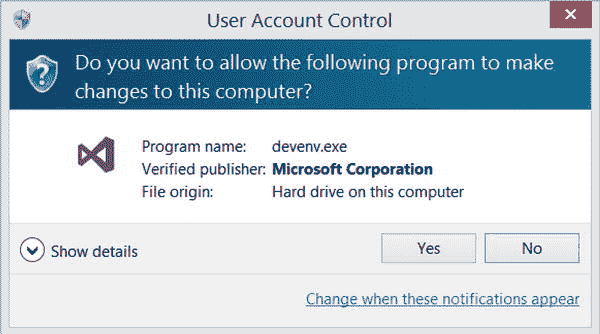 User Account Control
Do you want to allow the following program to make
changes to this computer?
Program name: devenv.exe
Verified publisher: Microsoft Corporation
File origin: Hard drive on this computer
Show details
Yes
No
Change when these notifications appear